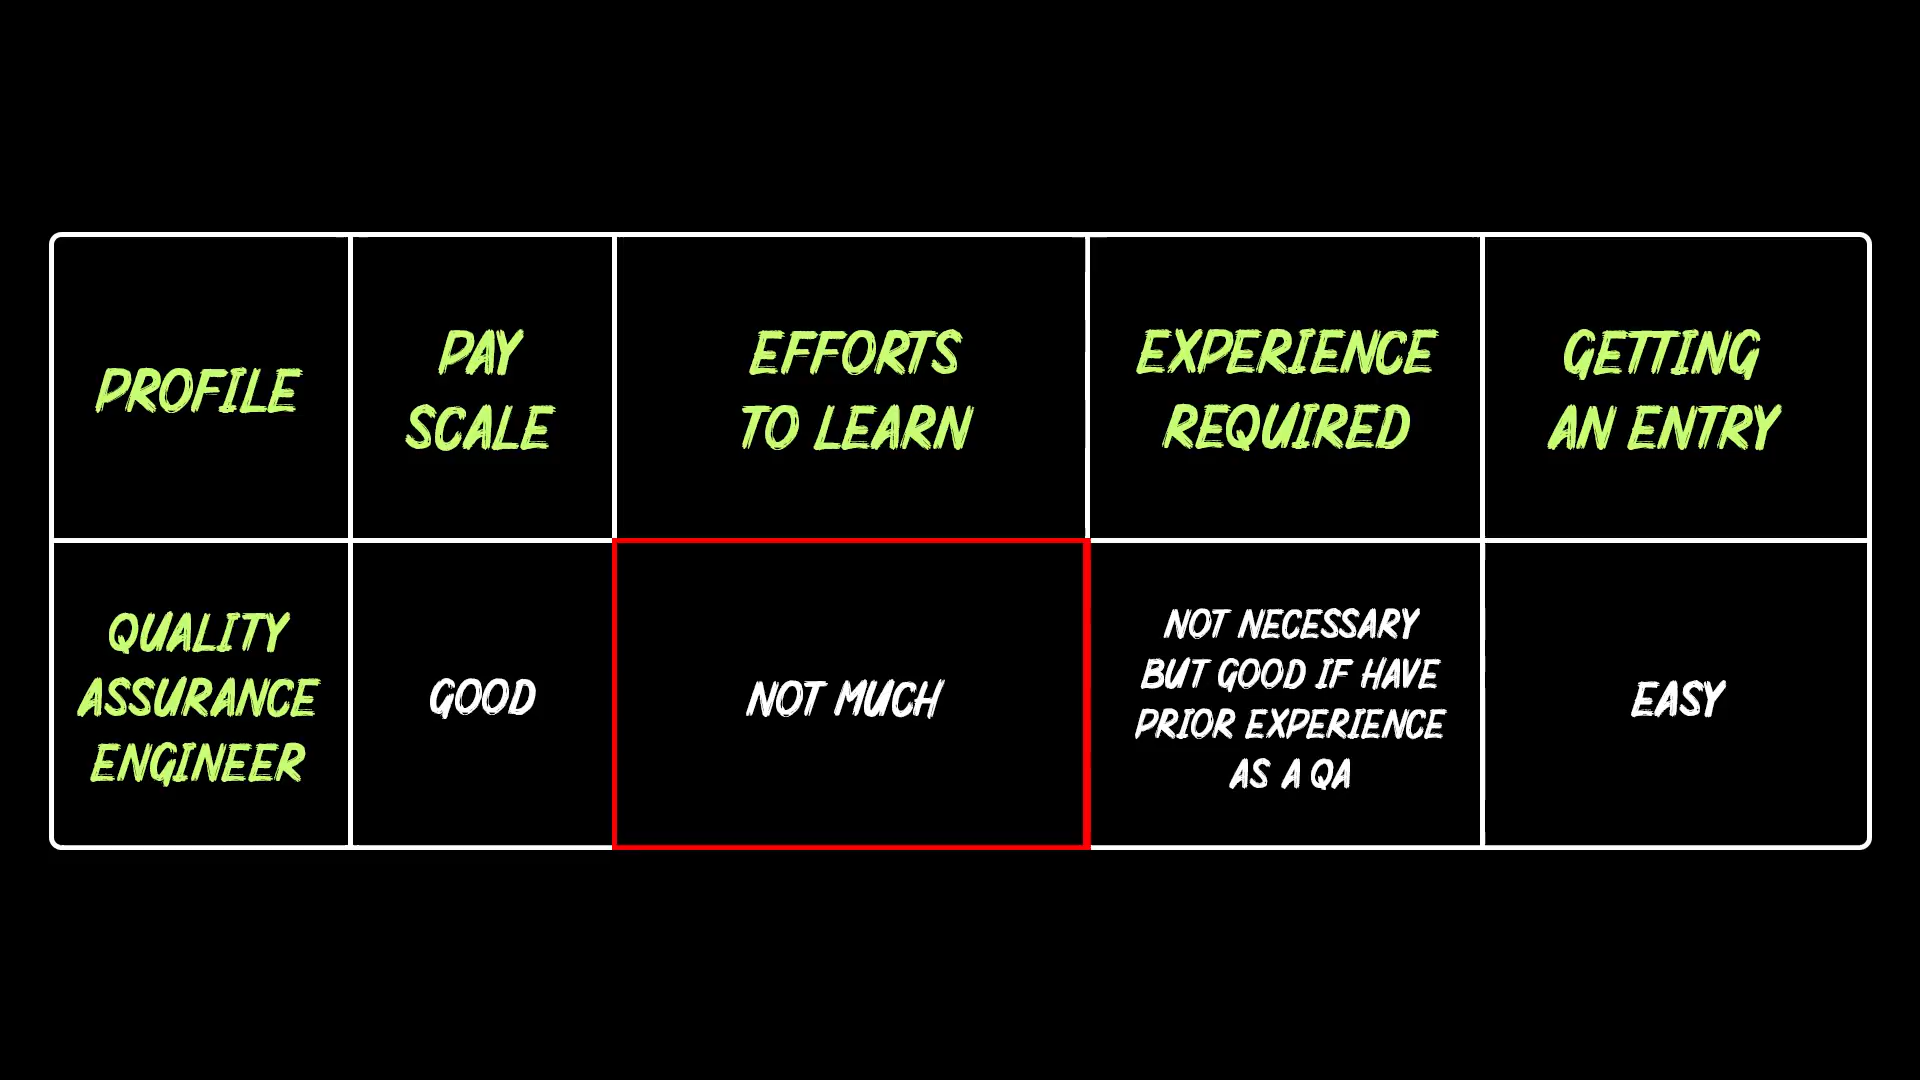 PROFILE
PAY
SCALE
EFFORTS
TO LEARN
EXPERIENCE
REQUIRED
GETTING
AN ENTRY
QUALITY
ASSURANCE
ENGINEER
GOOD
NOT MUCH
NOT NECESSARY
BUT GOOD IF HAVE
PRIOR EXPERIENCE
AS A QA
EASY